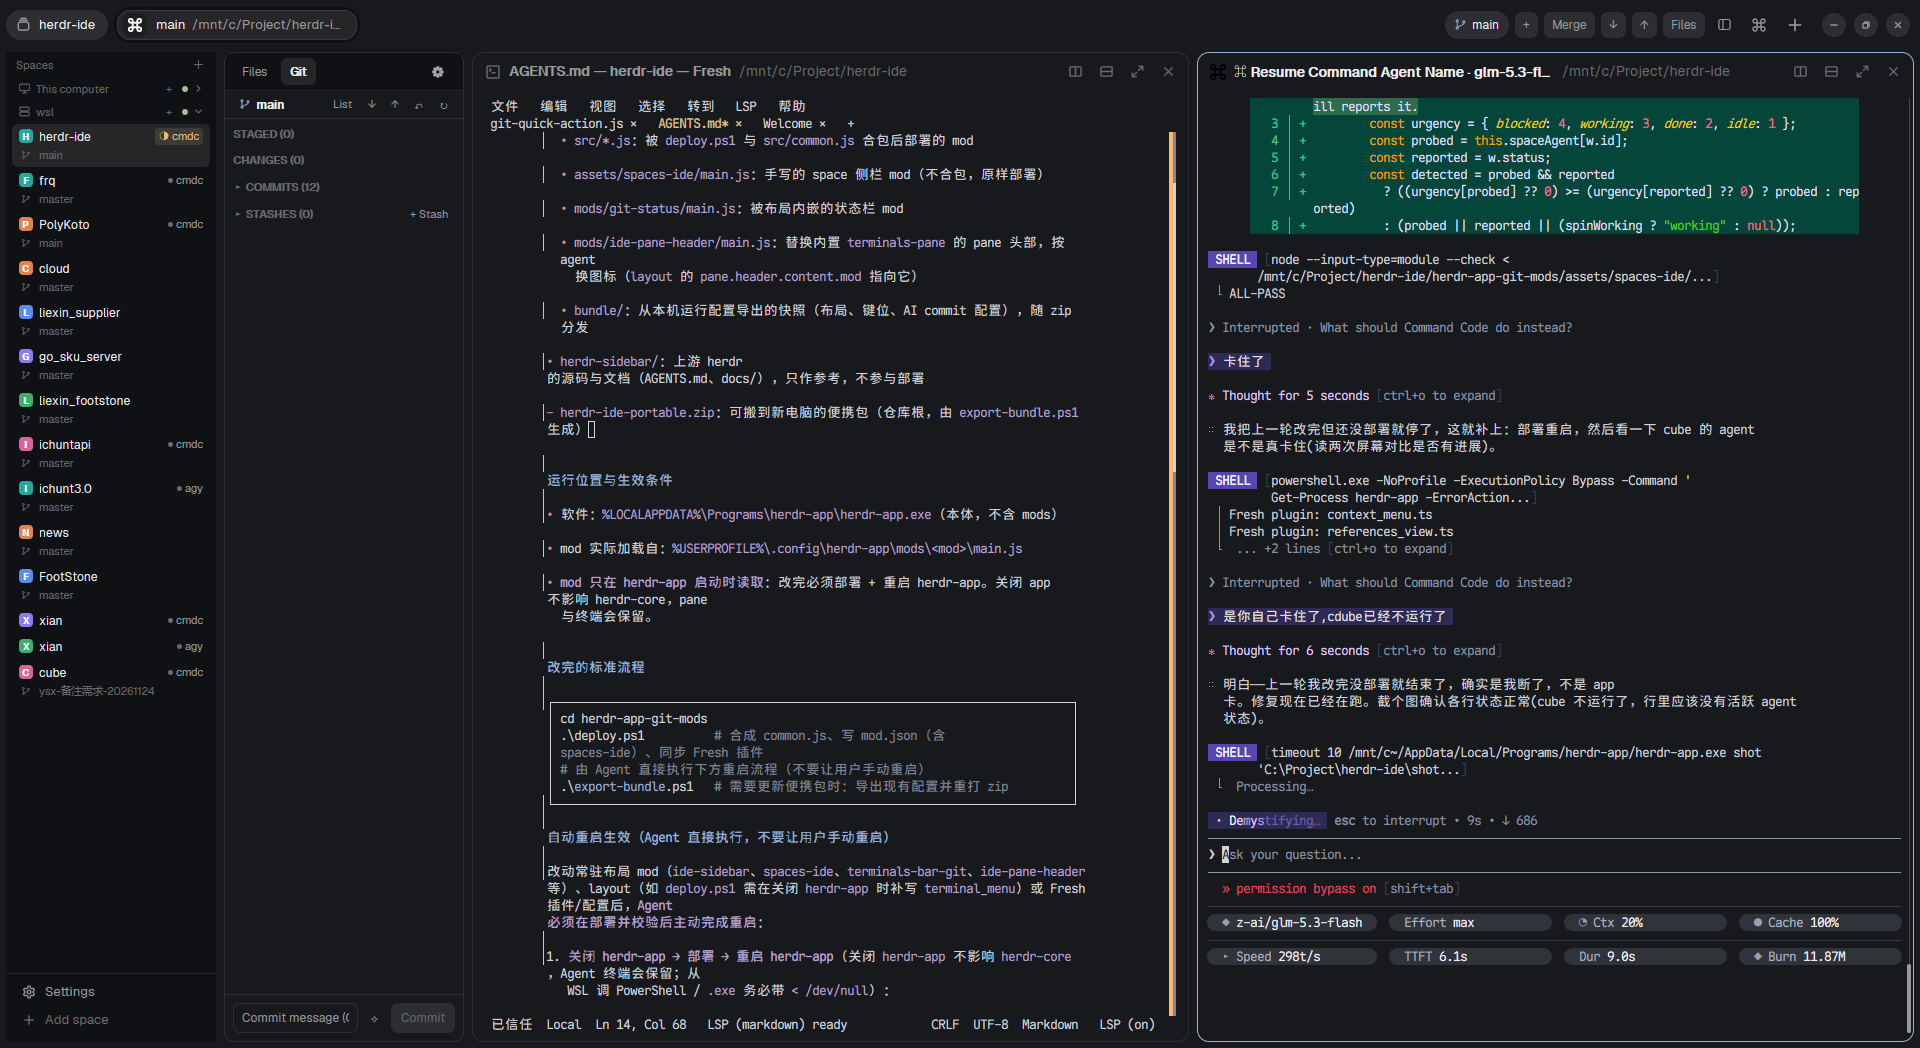 herdr-ide
main /mnt/c/Project/herdr-i…
main
+
Merge
Files
Spaces
This computer
wsl
herdr-ide cmdc
main
frq cmdc
master
PolyKoto cmdc
main
cloud
master
liexin_supplier
master
go_sku_server
master
liexin_footstone
master
ichuntapi cmdc
master
ichunt3.0 agy
master
news
master
FootStone
master
xian cmdc
xian agy
cube cmdc
ysx-备注需求-20261124
Settings
Add space
Files Git
main List
STAGED (0)
CHANGES (0)
COMMITS (12)
STASHES (0) + Stash
Commit message (C
Commit
AGENTS.md — herdr-ide — Fresh /mnt/c/Project/herdr-ide
文件 编辑 视图 选择 转到 LSP 帮助
git-quick-action.js × AGENTS.md* × Welcome × +
• src/*.js: 被 deploy.ps1 与 src/common.js 合包后部署的 mod
• assets/spaces-ide/main.js: 手写的 space 侧栏 mod（不合包，原样部署）
• mods/git-status/main.js: 被布局内嵌的状态栏 mod
• mods/ide-pane-header/main.js: 替换内置 terminals-pane 的 pane 头部，按
agent
换图标（layout 的 pane.header.content.mod 指向它）
• bundle/: 从本机运行配置导出的快照（布局、键位、AI commit 配置），随 zip
分发
• herdr-sidebar/: 上游 herdr
的源码与文档（AGENTS.md、docs/），只作参考，不参与部署
– herdr-ide-portable.zip: 可搬到新电脑的便携包（仓库根，由 export-bundle.ps1
生成）
运行位置与生效条件
• 软件: %LOCALAPPDATA%\Programs\herdr-app\herdr-app.exe（本体，不含 mods）
• mod 实际加载自: %USERPROFILE%\.config\herdr-app\mods\<mod>\main.js
• mod 只在 herdr-app 启动时读取: 改完必须部署 + 重启 herdr-app。关闭 app
不影响 herdr-core, pane
与终端会保留。
改完的标准流程
cd herdr-app-git-mods
.\deploy.ps1 # 合成 common.js、写 mod.json（含
spaces-ide）、同步 Fresh 插件
# 由 Agent 直接执行下方重启流程（不要让用户手动重启）
.\export-bundle.ps1 # 需要更新便携包时: 导出现有配置并重打 zip
自动重启生效（Agent 直接执行，不要让用户手动重启）
改动常驻布局 mod（ide-sidebar、spaces-ide、terminals-bar-git、ide-pane-header
等）、layout（如 deploy.ps1 需在关闭 herdr-app 时补写 terminal_menu）或 Fresh
插件/配置后，Agent
必须在部署并校验后主动完成重启:
1. 关闭 herdr-app → 部署 → 重启 herdr-app（关闭 herdr-app 不影响 herdr-core
，Agent 终端会保留; 从
WSL 调 PowerShell / .exe 务必带 < /dev/null）:
已信任 Local Ln 14, Col 68 LSP (markdown) ready CRLF UTF-8 Markdown LSP (on)
Resume Command Agent Name · glm-5.3-fl… /mnt/c/Project/herdr-ide
ill reports it.
3 + const urgency = { blocked: 4, working: 3, done: 2, idle: 1 };
4 + const probed = this.spaceAgent[w.id];
5 + const reported = w.status;
6 + const detected = probed && reported
7 + ? ((urgency[probed] ?? 0) >= (urgency[reported] ?? 0) ? probed : rep
orted)
8 + : (probed || reported || (spinWorking ? "working" : null));
SHELL [node --input-type=module --check <
/mnt/c/Project/herdr-ide/herdr-app-git-mods/assets/spaces-ide/...]
└ ALL-PASS
❯ Interrupted · What should Command Code do instead?
❯ 卡住了
* Thought for 5 seconds [ctrl+o to expand]
:: 我把上一轮改完但还没部署就停了，这就补上: 部署重启，然后看一下 cube 的 agent
是不是真卡住(读两次屏幕对比是否有进展)。
SHELL [powershell.exe -NoProfile -ExecutionPolicy Bypass -Command '
Get-Process herdr-app -ErrorAction...]
Fresh plugin: context_menu.ts
Fresh plugin: references_view.ts
└ ... +2 lines [ctrl+o to expand]
❯ Interrupted · What should Command Code do instead?
❯ 是你自己卡住了,cdube已经不运行了
* Thought for 6 seconds [ctrl+o to expand]
:: 明白——上一轮我改完没部署就结束了，确实是我断了，不是 app
卡。修复现在已经在跑。截个图确认各行状态正常(cube 不运行了，行里应该没有活跃 agent
状态)。
SHELL [timeout 10 /mnt/c~/AppData/Local/Programs/herdr-app/herdr-app.exe shot
'C:\Project\herdr-ide\shot...]
└ Processing…
• Demystifying… esc to interrupt • 9s • ↓ 686
❯ Ask your question...
» permission bypass on [shift+tab]
◆ z-ai/glm-5.3-flash Effort max Ctx 20% ● Cache 100%
Speed 298t/s TTFT 6.1s Dur 9.0s ◆ Burn 11.87M